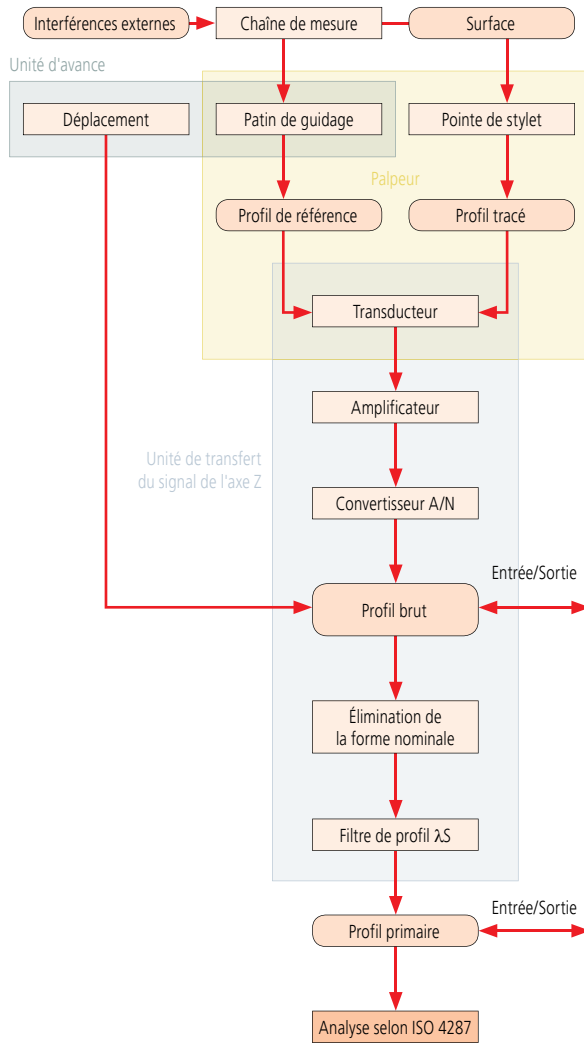 Interférences externes
Chaîne de mesure
Surface
Unité d'avance
Déplacement
Patin de guidage
Pointe de stylet
Palpeur
Profil de référence
Profil tracé
Transducteur
Amplificateur
Unité de transfert
du signal de l'axe Z
Convertisseur A/N
Entrée/Sortie
Profil brut
Élimination de
la forme nominale
Filtre de profil λS
Entrée/Sortie
Profil primaire
Analyse selon ISO 4287